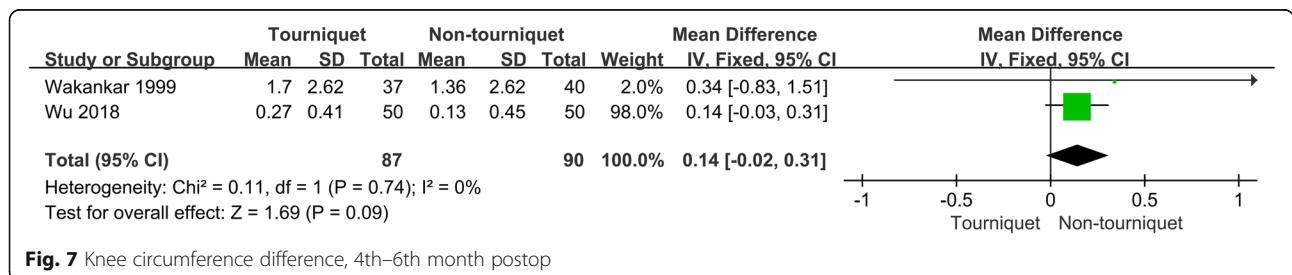 Tourniquet Non-tourniquet Mean Difference Mean Difference
Study or Subgroup Mean SD Total Mean SD Total Weight IV, Fixed, 95% CI IV, Fixed, 95% CI
Wakankar 1999 1.7 2.62 37 1.36 2.62 40 2.0% 0.34 [-0.83, 1.51]
Wu 2018 0.27 0.41 50 0.13 0.45 50 98.0% 0.14 [-0.03, 0.31]
Total (95% CI) 87 90 100.0% 0.14 [-0.02, 0.31]
Heterogeneity: Chi² = 0.11, df = 1 (P = 0.74); I² = 0%
Test for overall effect: Z = 1.69 (P = 0.09)
-1 -0.5 0 0.5 1
Tourniquet Non-tourniquet
Fig. 7 Knee circumference difference, 4th–6th month postop